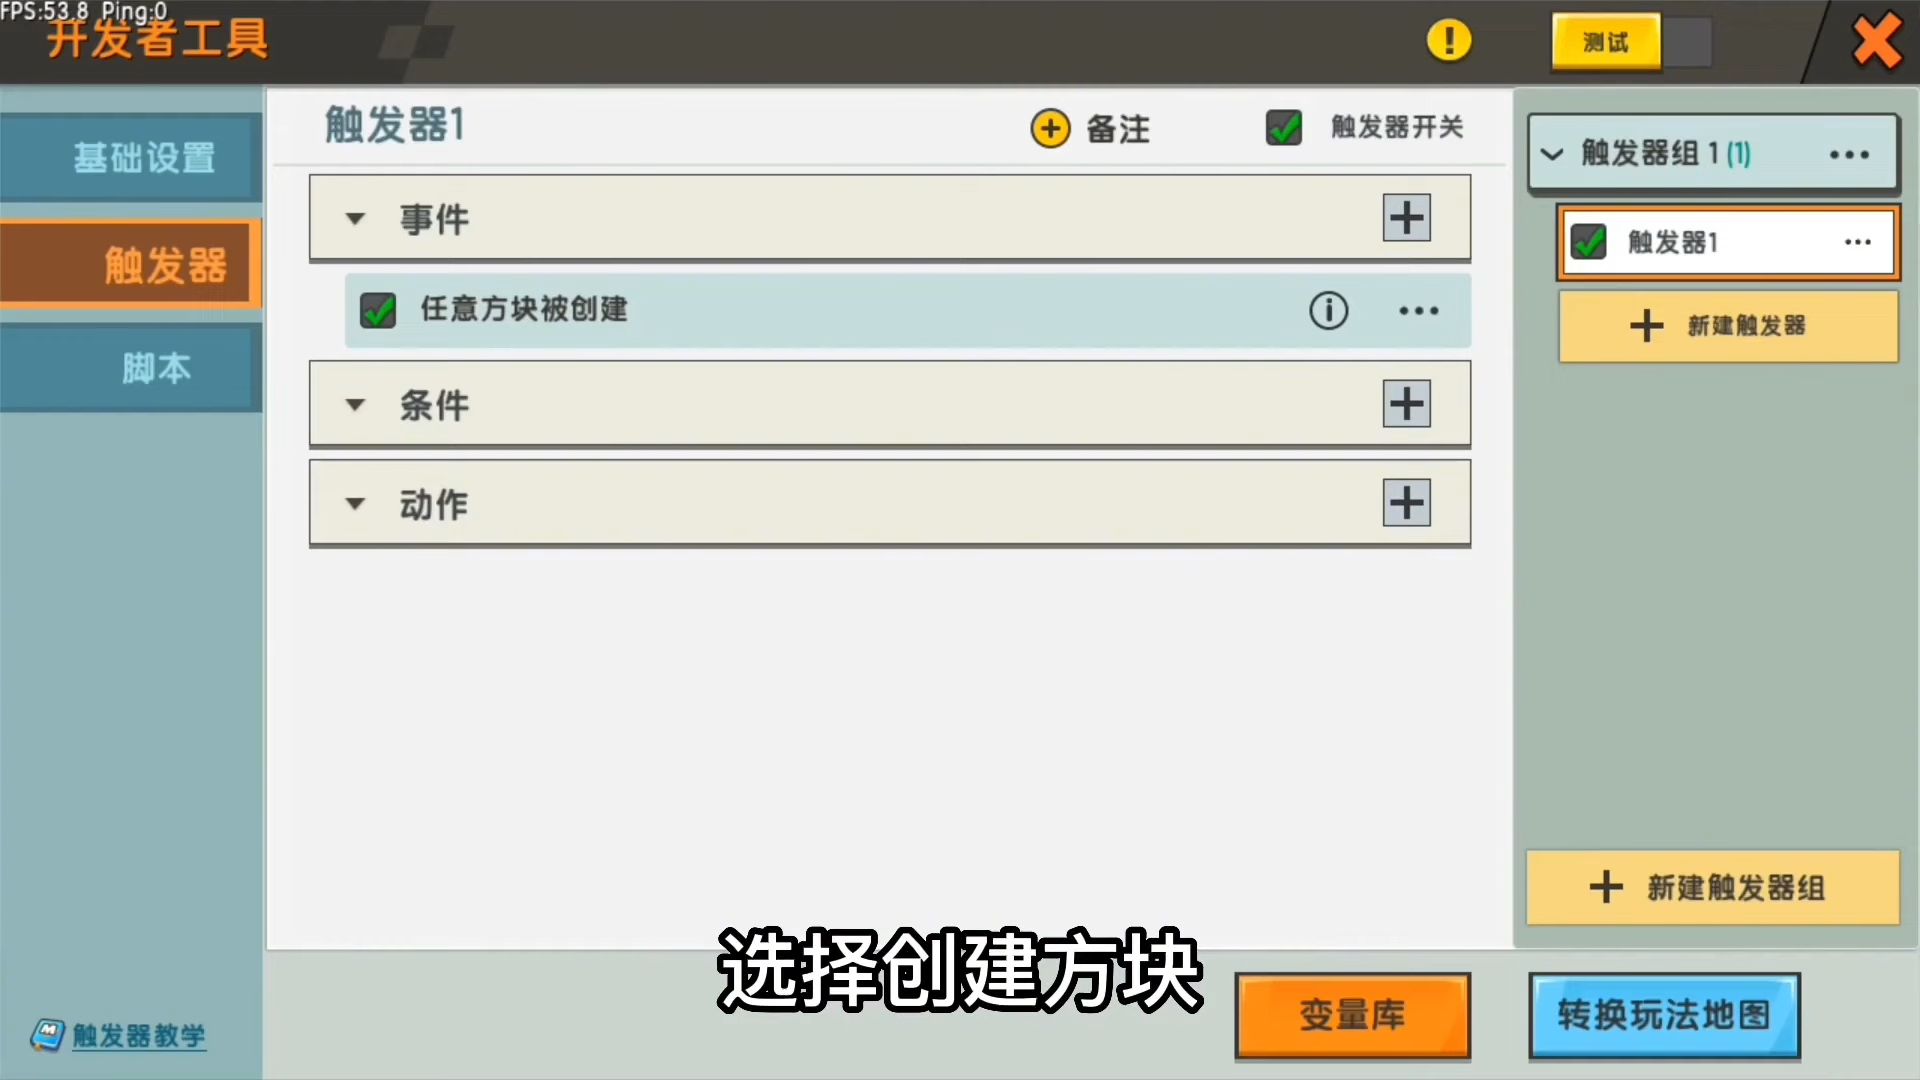 FPS:53.8 Ping:0
开发者工具
测试
基础设置
触发器
脚本
触发器教学
触发器1
备注
触发器开关
事件
任意方块被创建
条件
动作
触发器组 1 (1)
触发器1
新建触发器
新建触发器组
选择创建方块
变量库
转换玩法地图